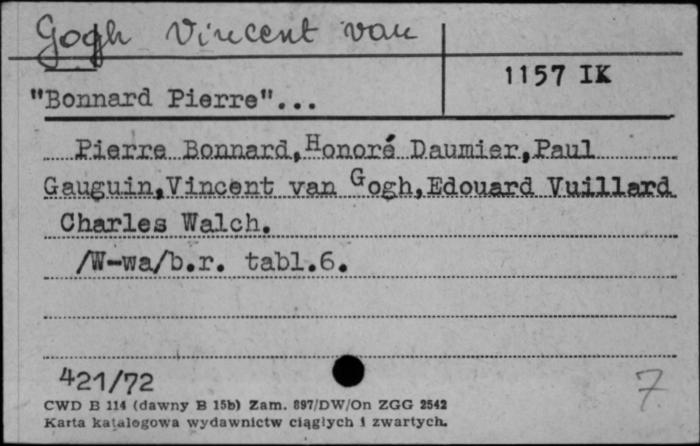 Gogh Vincent van
1157 IK
"Bonnard Pierre"...
Pierre Bonnard,Honoré Daumier,Paul
Gauguin,Vincent van Gogh,Edouard Vuillard
Charles Walch.
/W-wa/b.r. tabl.6.
421/72
7
CWD B 114 (dawny B 15b) Zam. 897/DW/On ZGG 2542
Karta katalogowa wydawnictw ciągłych i zwartych.